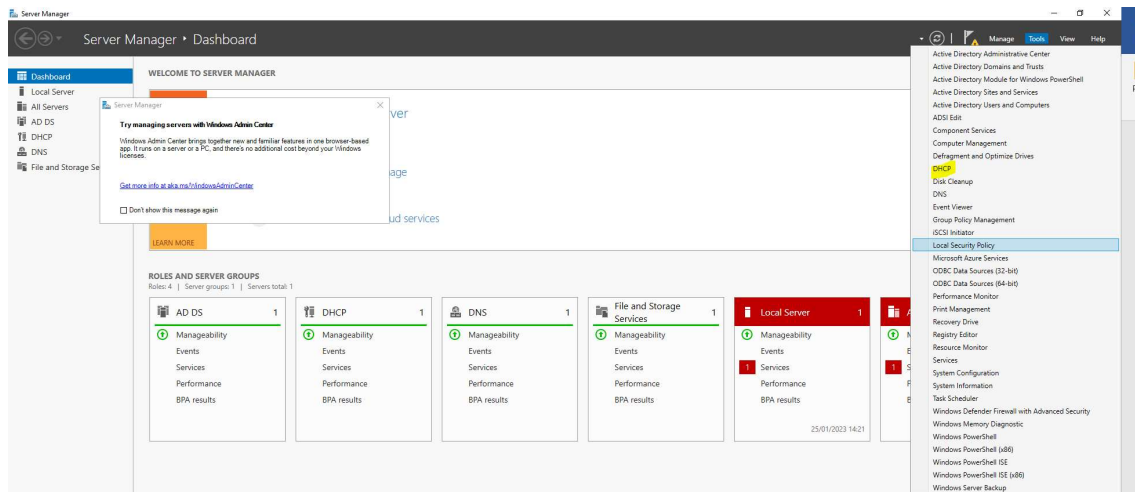 Server Manager
Server Manager • Dashboard
Manage Tools View Help
Dashboard
Local Server
All Servers
AD DS
DHCP
DNS
File and Storage Se
WELCOME TO SERVER MANAGER
ver
age
ud services
LEARN MORE
Server Manager
Try managing servers with Windows Admin Center
Windows Admin Center brings together new and familiar features in one browser-based
app. It runs on a server or a PC, and there's no additional cost beyond your Windows
licenses.
Get more info at aka.ms/WindowsAdminCenter
Don't show this message again
ROLES AND SERVER GROUPS
Roles: 4 | Server groups: 1 | Servers total: 1
AD DS 1
Manageability
Events
Services
Performance
BPA results
DHCP 1
Manageability
Events
Services
Performance
BPA results
DNS 1
Manageability
Events
Services
Performance
BPA results
File and Storage
Services 1
Manageability
Events
Services
Performance
BPA results
Local Server 1
Manageability
Events
1 Services
Performance
BPA results
25/01/2023 14:21
1
Active Directory Administrative Center
Active Directory Domains and Trusts
Active Directory Module for Windows PowerShell
Active Directory Sites and Services
Active Directory Users and Computers
ADSI Edit
Component Services
Computer Management
Defragment and Optimize Drives
DHCP
Disk Cleanup
DNS
Event Viewer
Group Policy Management
iSCSI Initiator
Local Security Policy
Microsoft Azure Services
ODBC Data Sources (32-bit)
ODBC Data Sources (64-bit)
Performance Monitor
Print Management
Recovery Drive
Registry Editor
Resource Monitor
Services
System Configuration
System Information
Task Scheduler
Windows Defender Firewall with Advanced Security
Windows Memory Diagnostic
Windows PowerShell
Windows PowerShell (x86)
Windows PowerShell ISE
Windows PowerShell ISE (x86)
Windows Server Backup